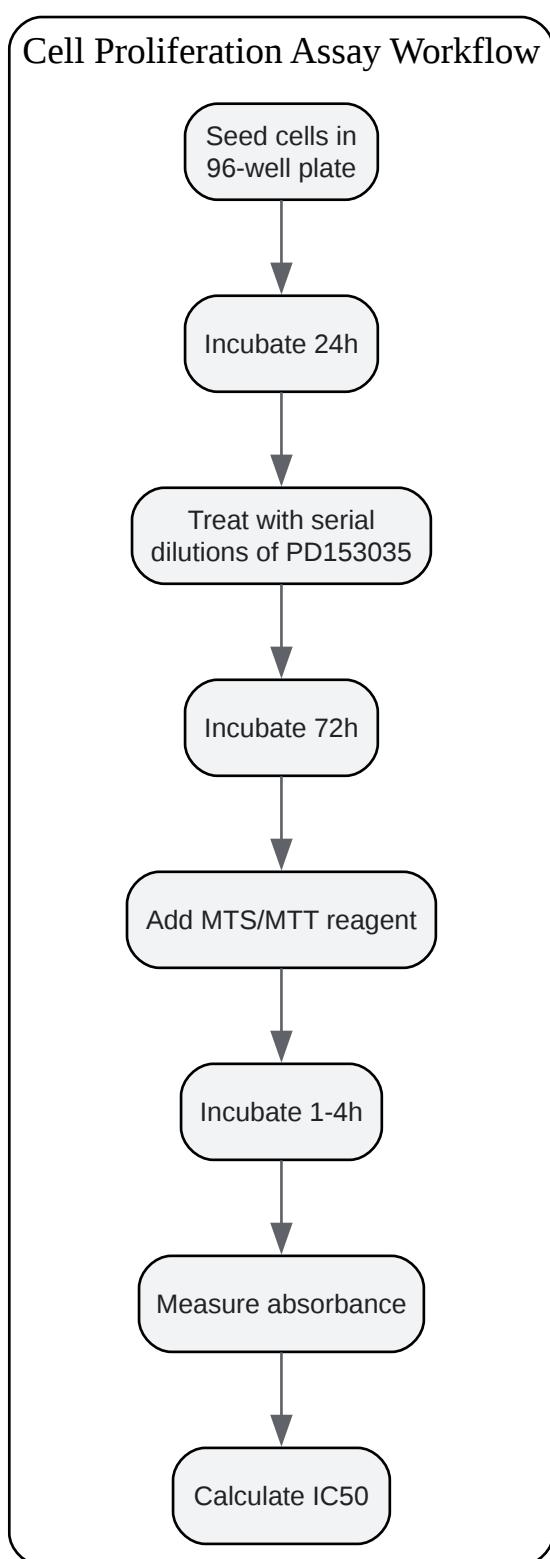 Cell Proliferation Assay Workflow
Seed cells in
96-well plate
Incubate 24h
Treat with serial
dilutions of PD153035
Incubate 72h
Add MTS/MTT reagent
Incubate 1-4h
Measure absorbance
Calculate IC50